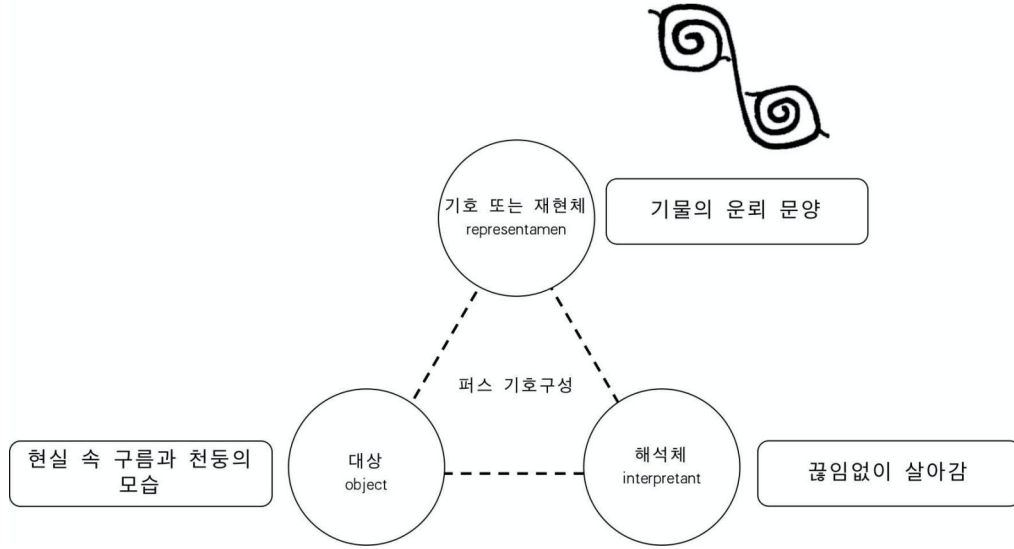 기호 또는 재현체
representamen
기물의 운뢰 문양
퍼스 기호구성
현실 속 구름과 천둥의
모습
대상
object
해석체
interpretant
끊임없이 살아감